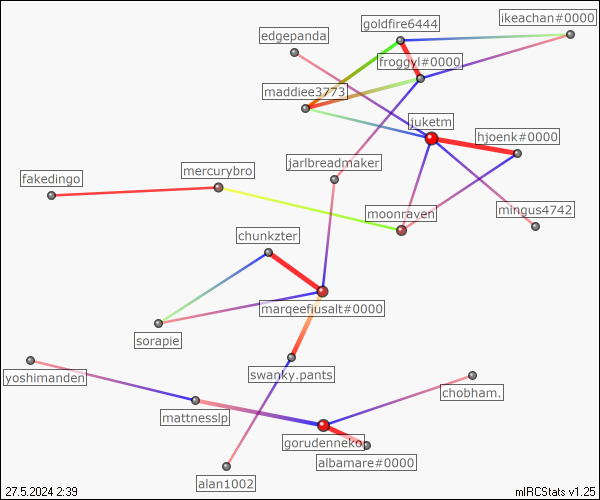 ikeachan#0000
goldfire6444
edgepanda
froggyl#0000
maddiee3773
juketm
hjoenk#0000
jarlbreadmaker
mercurybro
fakedingo
moonraven
mingus4742
chunkzter
marqeefiusalt#0000
sorapie
swanky.pants
yoshimanden
chobham.
mattnesslp
gorudenneko
albamare#0000
alan1002
27.5.2024 2:39
mIRCStats v1.25